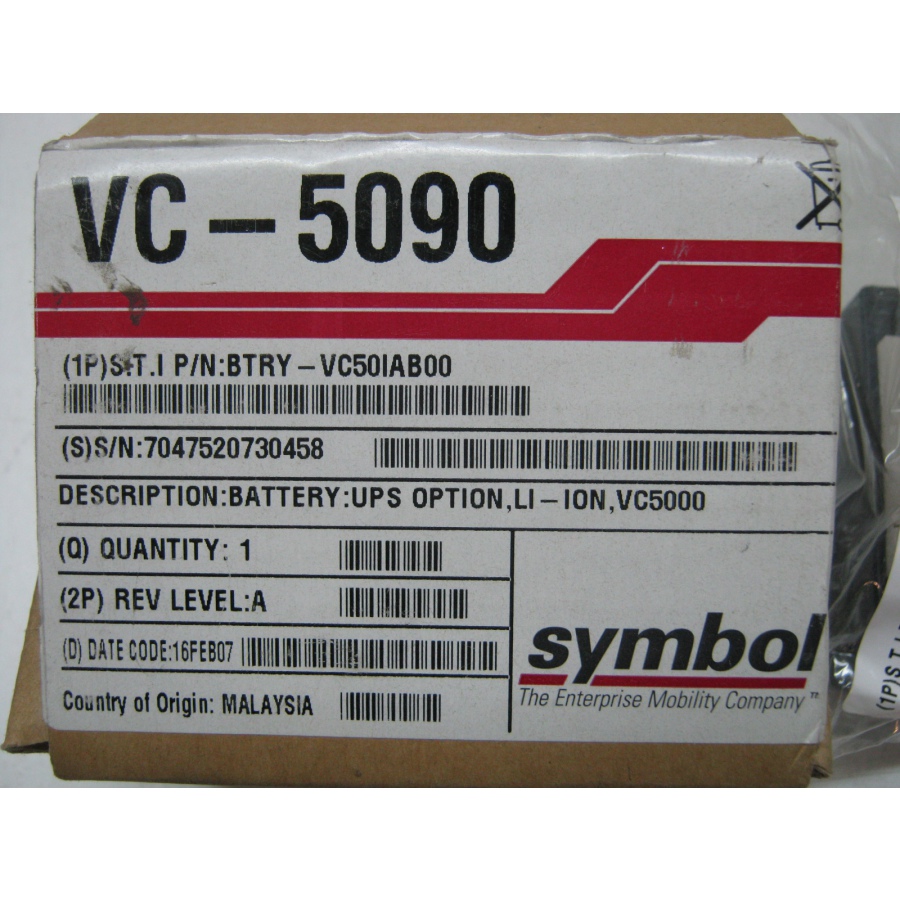 VC-5090
(1P)S.T.I P/N:BTRY-VC50IAB00
(S)S/N:7047520730458
DESCRIPTION:BATTERY:UPS OPTION,LI-ION,VC5000
(Q) QUANTITY: 1
(2P) REV LEVEL:A
(D) DATE CODE:16FEB07
Country of Origin: MALAYSIA
symbol
The Enterprise Mobility Company™
(1P)S.T.I